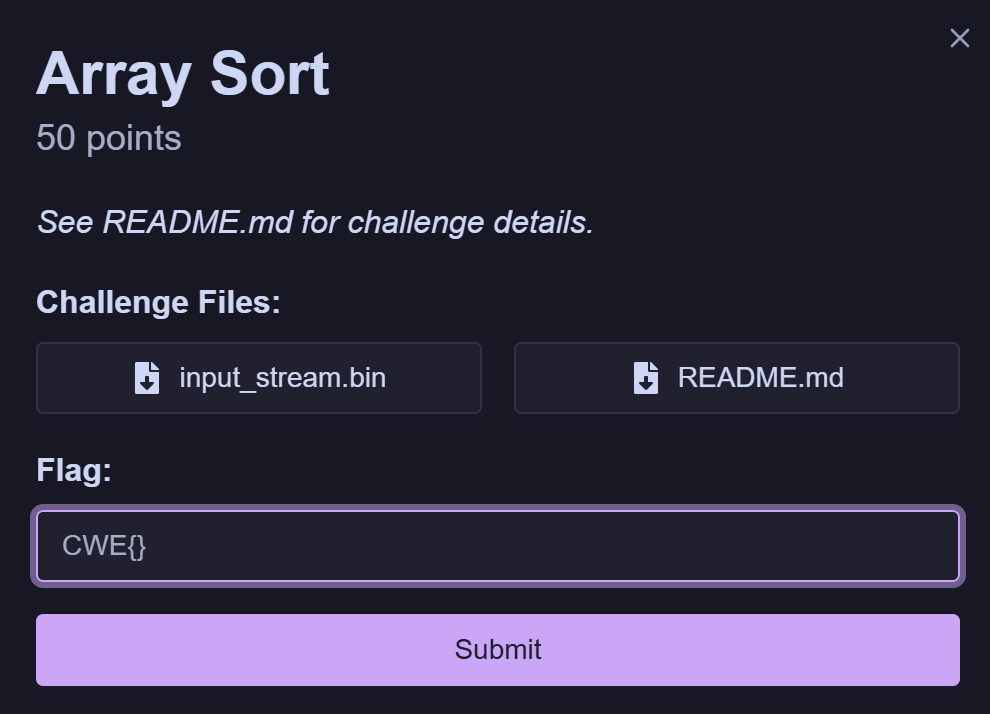 Array Sort
50 points
See README.md for challenge details.
Challenge Files:
input_stream.bin
README.md
Flag:
CWE{}
Submit